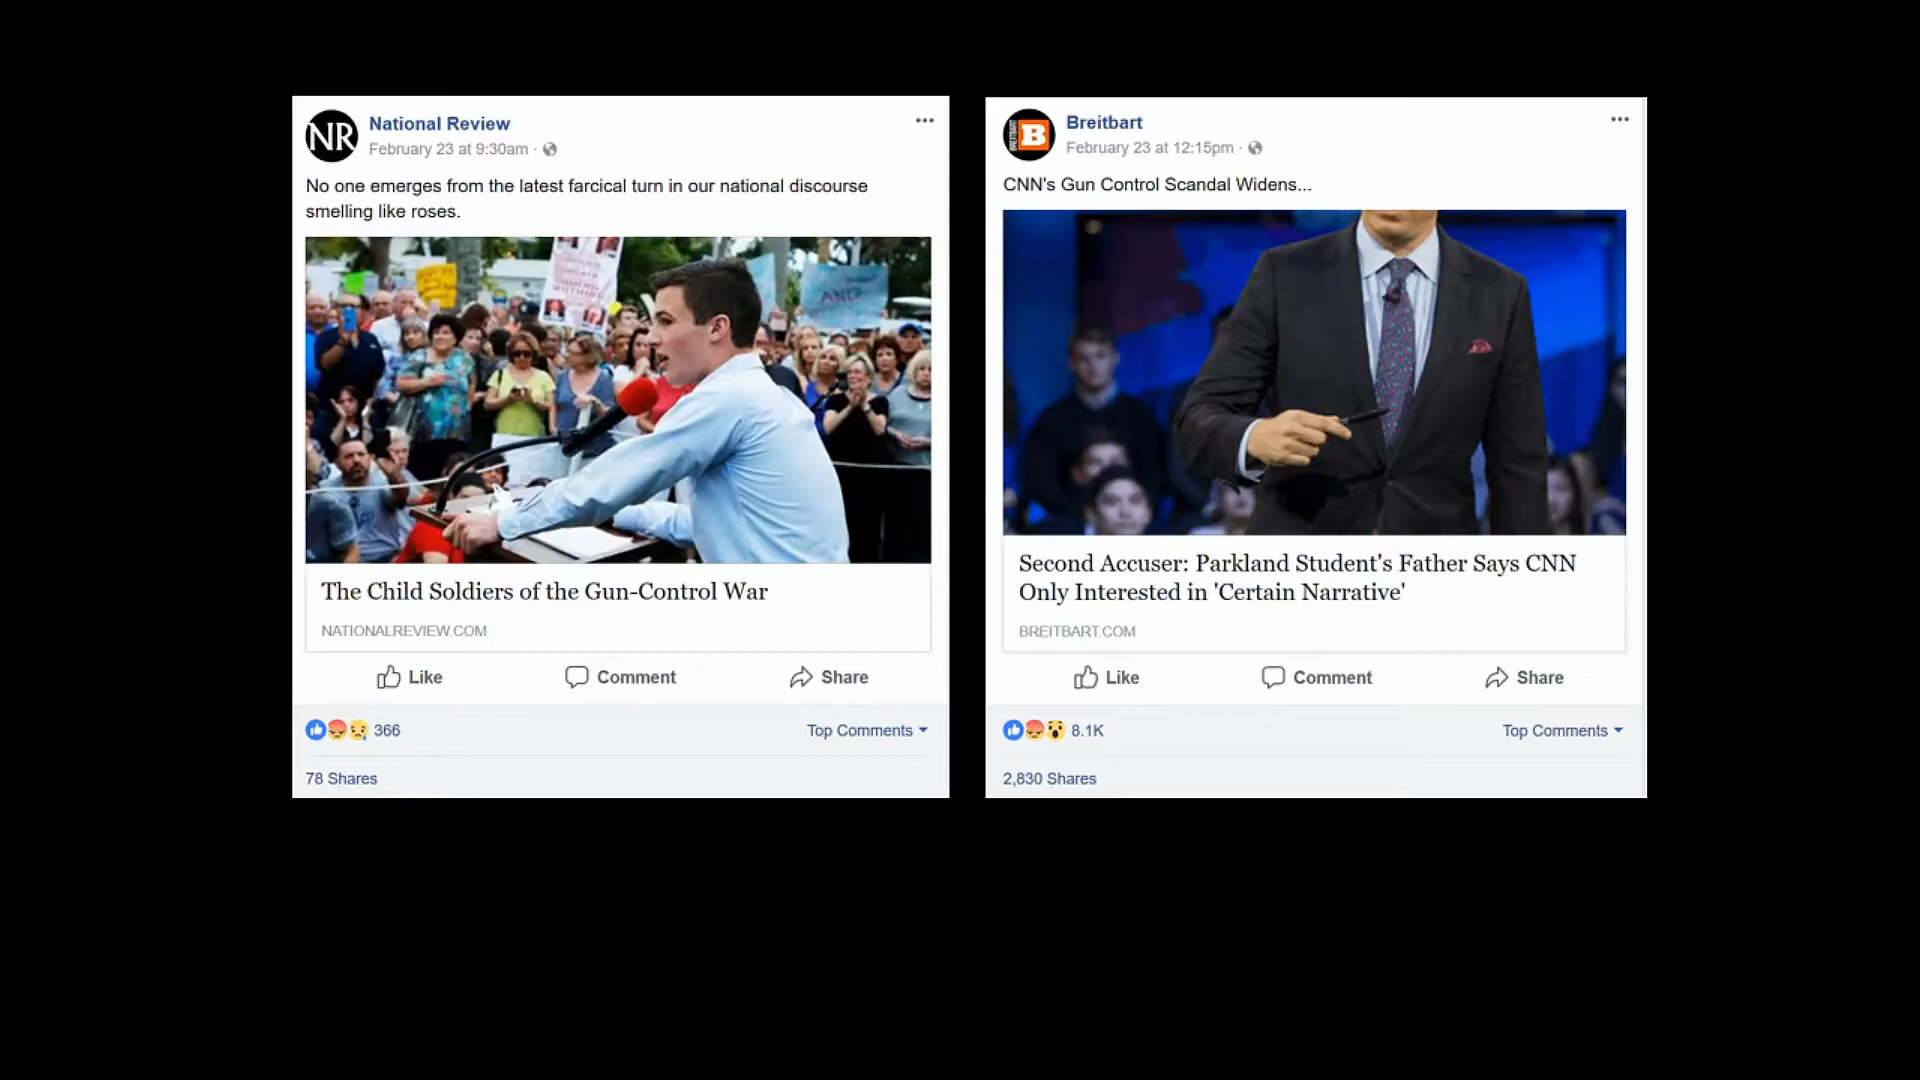 NR
National Review
February 23 at 9:30am ·
No one emerges from the latest farcical turn in our national discourse
smelling like roses.
AND
The Child Soldiers of the Gun-Control War
NATIONALREVIEW.COM
Like Comment Share
366 Top Comments
78 Shares
BREITBART
B
Breitbart
February 23 at 12:15pm ·
CNN's Gun Control Scandal Widens...
Second Accuser: Parkland Student's Father Says CNN
Only Interested in 'Certain Narrative'
BREITBART.COM
Like Comment Share
8.1K Top Comments
2,830 Shares